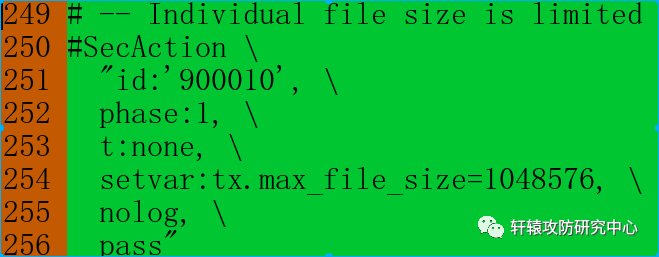 249 # -- Individual file size is limited
250 #SecAction \
251   "id:'900010', \
252   phase:1, \
253   t:none, \
254   setvar:tx.max_file_size=1048576, \
255   nolog, \
256   pass"
轩辕攻防研究中心